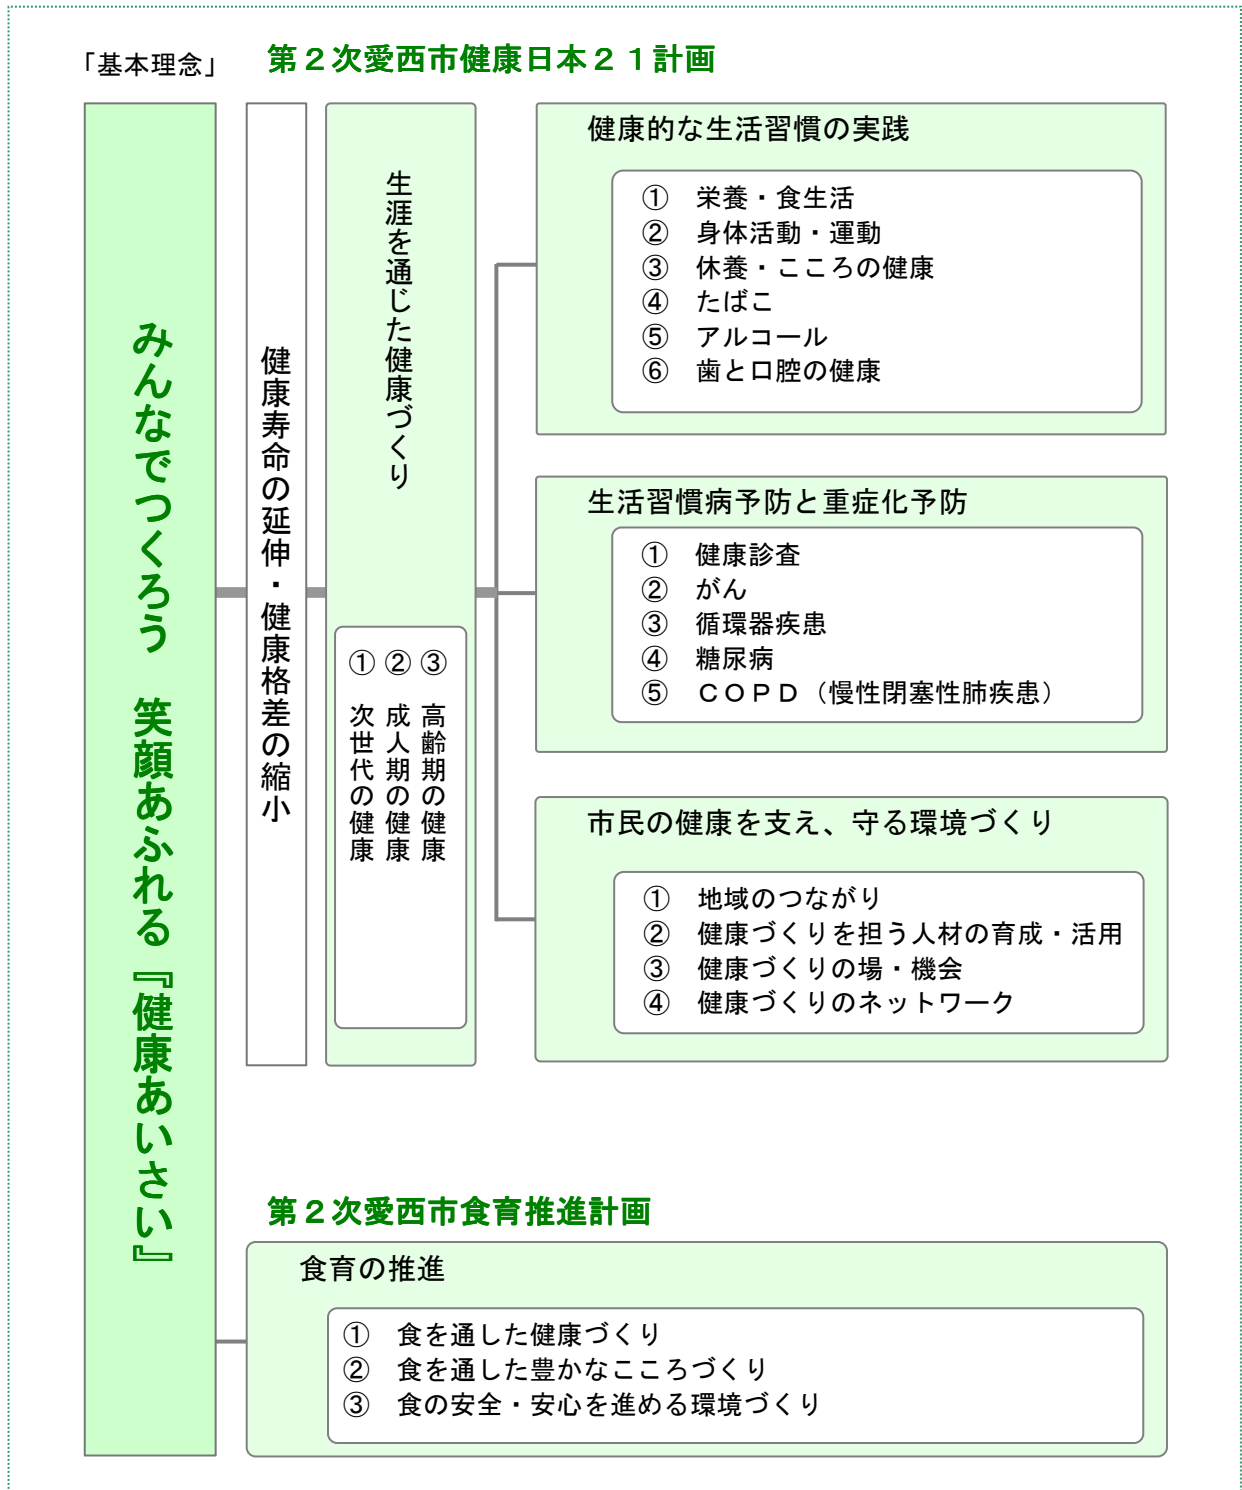 「基本理念」
第２次愛西市健康日本２１計画
みんなでつくろう　笑顔あふれる『健康あいさい』
健康寿命の延伸・健康格差の縮小
生涯を通じた健康づくり
①　次世代の健康
②　成人期の健康
③　高齢期の健康
健康的な生活習慣の実践
①　栄養・食生活
②　身体活動・運動
③　休養・こころの健康
④　たばこ
⑤　アルコール
⑥　歯と口腔の健康
生活習慣病予防と重症化予防
①　健康診査
②　がん
③　循環器疾患
④　糖尿病
⑤　ＣＯＰＤ（慢性閉塞性肺疾患）
市民の健康を支え、守る環境づくり
①　地域のつながり
②　健康づくりを担う人材の育成・活用
③　健康づくりの場・機会
④　健康づくりのネットワーク
第２次愛西市食育推進計画
食育の推進
①　食を通した健康づくり
②　食を通した豊かなこころづくり
③　食の安全・安心を進める環境づくり